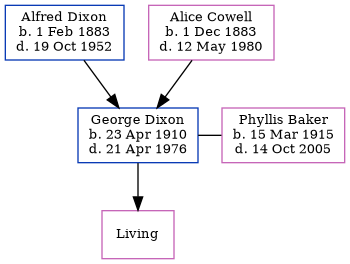 Alfred Dixon
b. 1 Feb 1883
d. 19 Oct 1952
Alice Cowell
b. 1 Dec 1883
d. 12 May 1980
George Dixon
b. 23 Apr 1910
d. 21 Apr 1976
Phyllis Baker
b. 15 Mar 1915
d. 14 Oct 2005
Living